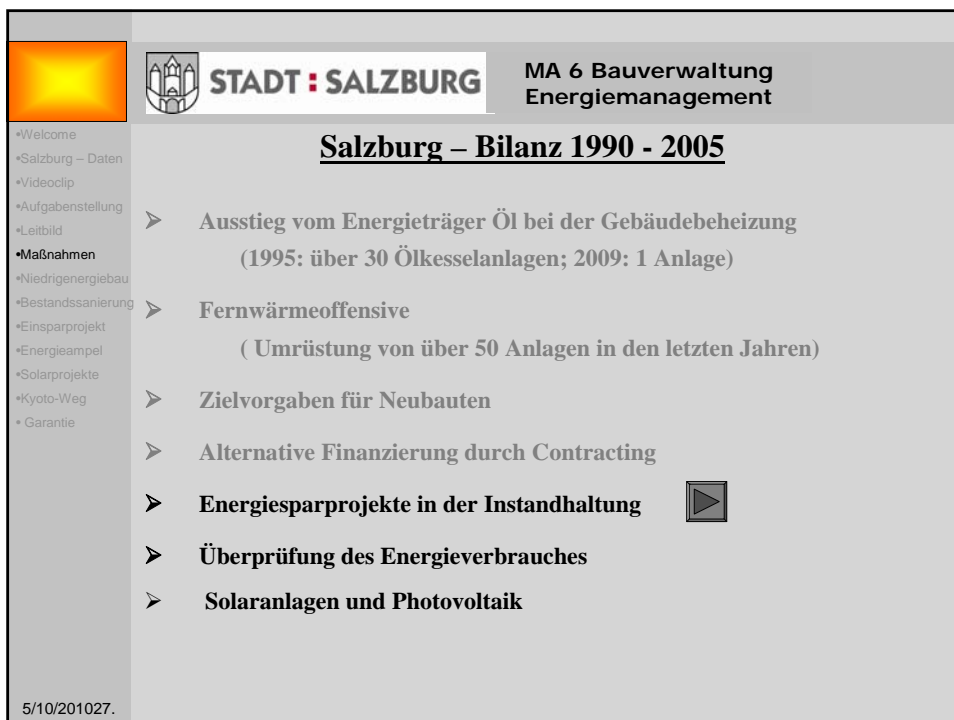 STADT : SALZBURG
MA 6 Bauverwaltung
Energiemanagement
•Welcome
•Salzburg – Daten
•Videoclip
•Aufgabenstellung
•Leitbild
•Maßnahmen
•Niedrigenergiebau
•Bestandssanierung
•Einsparprojekt
•Energieampel
•Solarprojekte
•Kyoto-Weg
• Garantie
Salzburg – Bilanz 1990 - 2005
➢ Ausstieg vom Energieträger Öl bei der Gebäudebeheizung
(1995: über 30 Ölkesselanlagen; 2009: 1 Anlage)
➢ Fernwärmeoffensive
( Umrüstung von über 50 Anlagen in den letzten Jahren)
➢ Zielvorgaben für Neubauten
➢ Alternative Finanzierung durch Contracting
➢ Energiesparprojekte in der Instandhaltung
➢ Überprüfung des Energieverbrauches
➢ Solaranlagen und Photovoltaik
5/10/201027.